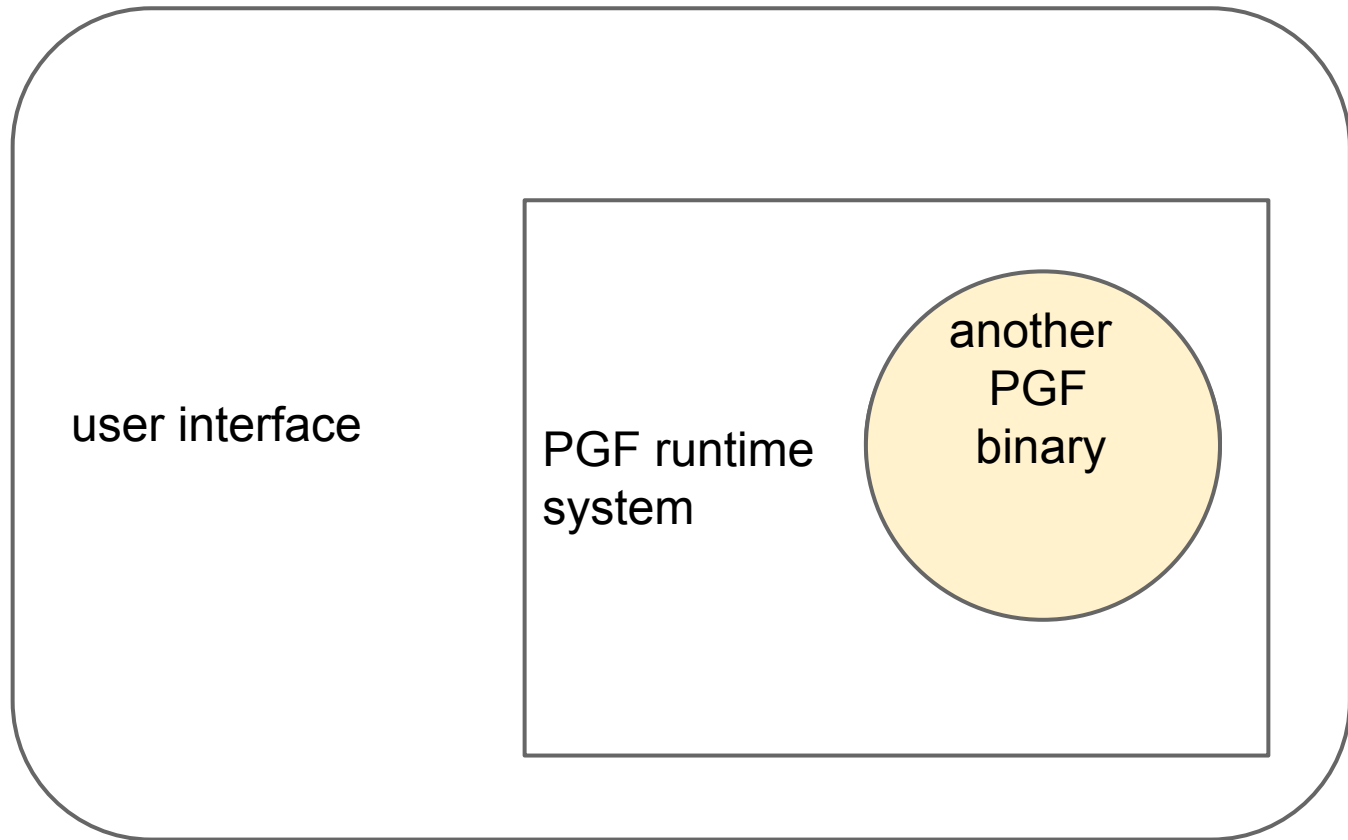 user interface
PGF runtime
system
another
PGF
binary